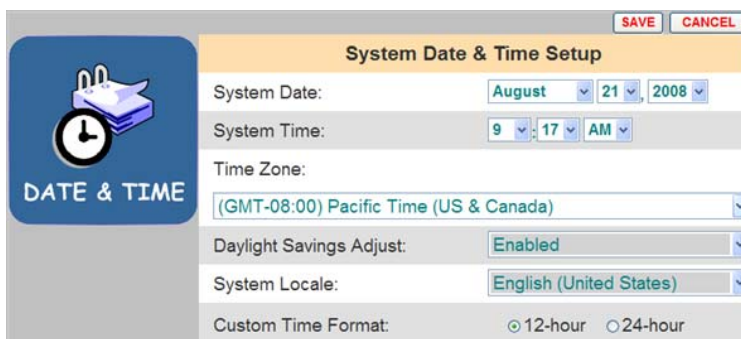 SAVE CANCEL
System Date & Time Setup
System Date: August 21 , 2008
System Time: 9 : 17 AM
Time Zone:
(GMT-08:00) Pacific Time (US & Canada)
DATE & TIME
Daylight Savings Adjust: Enabled
System Locale: English (United States)
Custom Time Format: 12-hour 24-hour